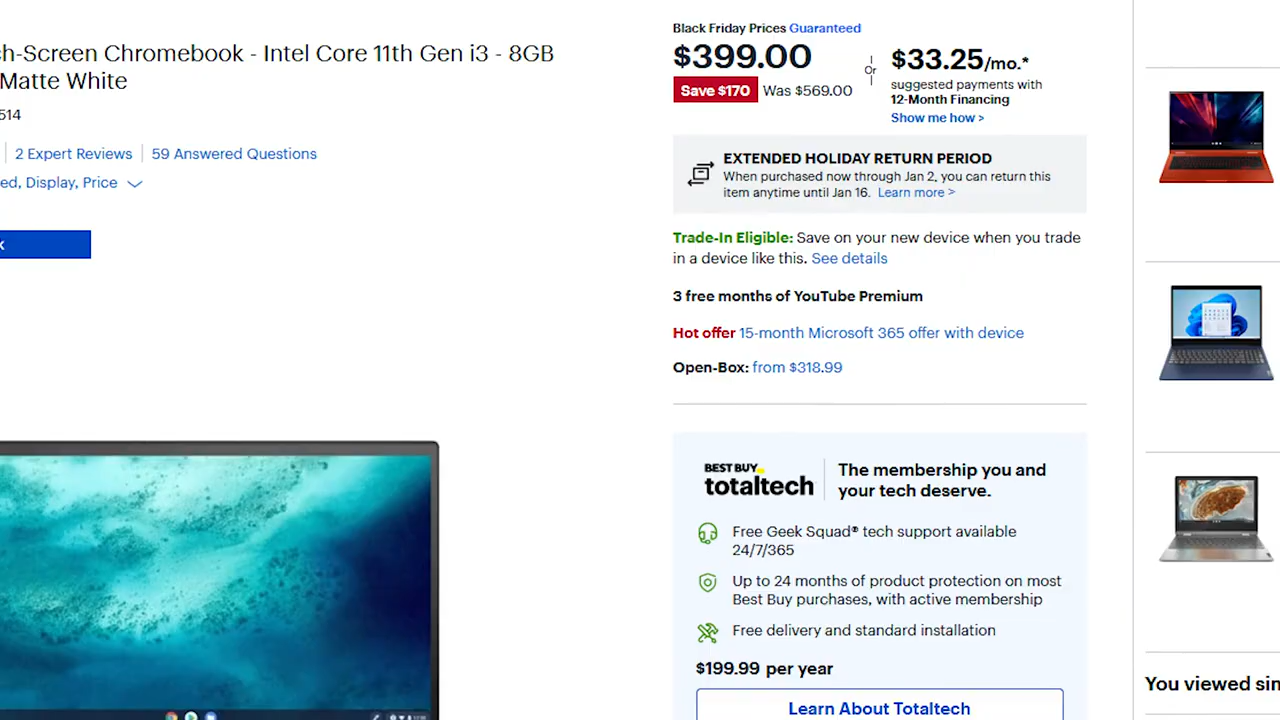 ch-Screen Chromebook - Intel Core 11th Gen i3 - 8GB
Matte White
514
2 Expert Reviews
59 Answered Questions
ed, Display, Price
Black Friday Prices Guaranteed
$399.00
Save $170 Was $569.00
Or
$33.25/mo.*
suggested payments with
12-Month Financing
Show me how >
EXTENDED HOLIDAY RETURN PERIOD
When purchased now through Jan 2, you can return this
item anytime until Jan 16. Learn more >
Trade-In Eligible: Save on your new device when you trade
in a device like this. See details
3 free months of YouTube Premium
Hot offer 15-month Microsoft 365 offer with device
Open-Box: from $318.99
BEST BUY
totaltech
The membership you and
your tech deserve.
Free Geek Squad® tech support available
24/7/365
Up to 24 months of product protection on most
Best Buy purchases, with active membership
Free delivery and standard installation
$199.99 per year
Learn About Totaltech
You viewed sin